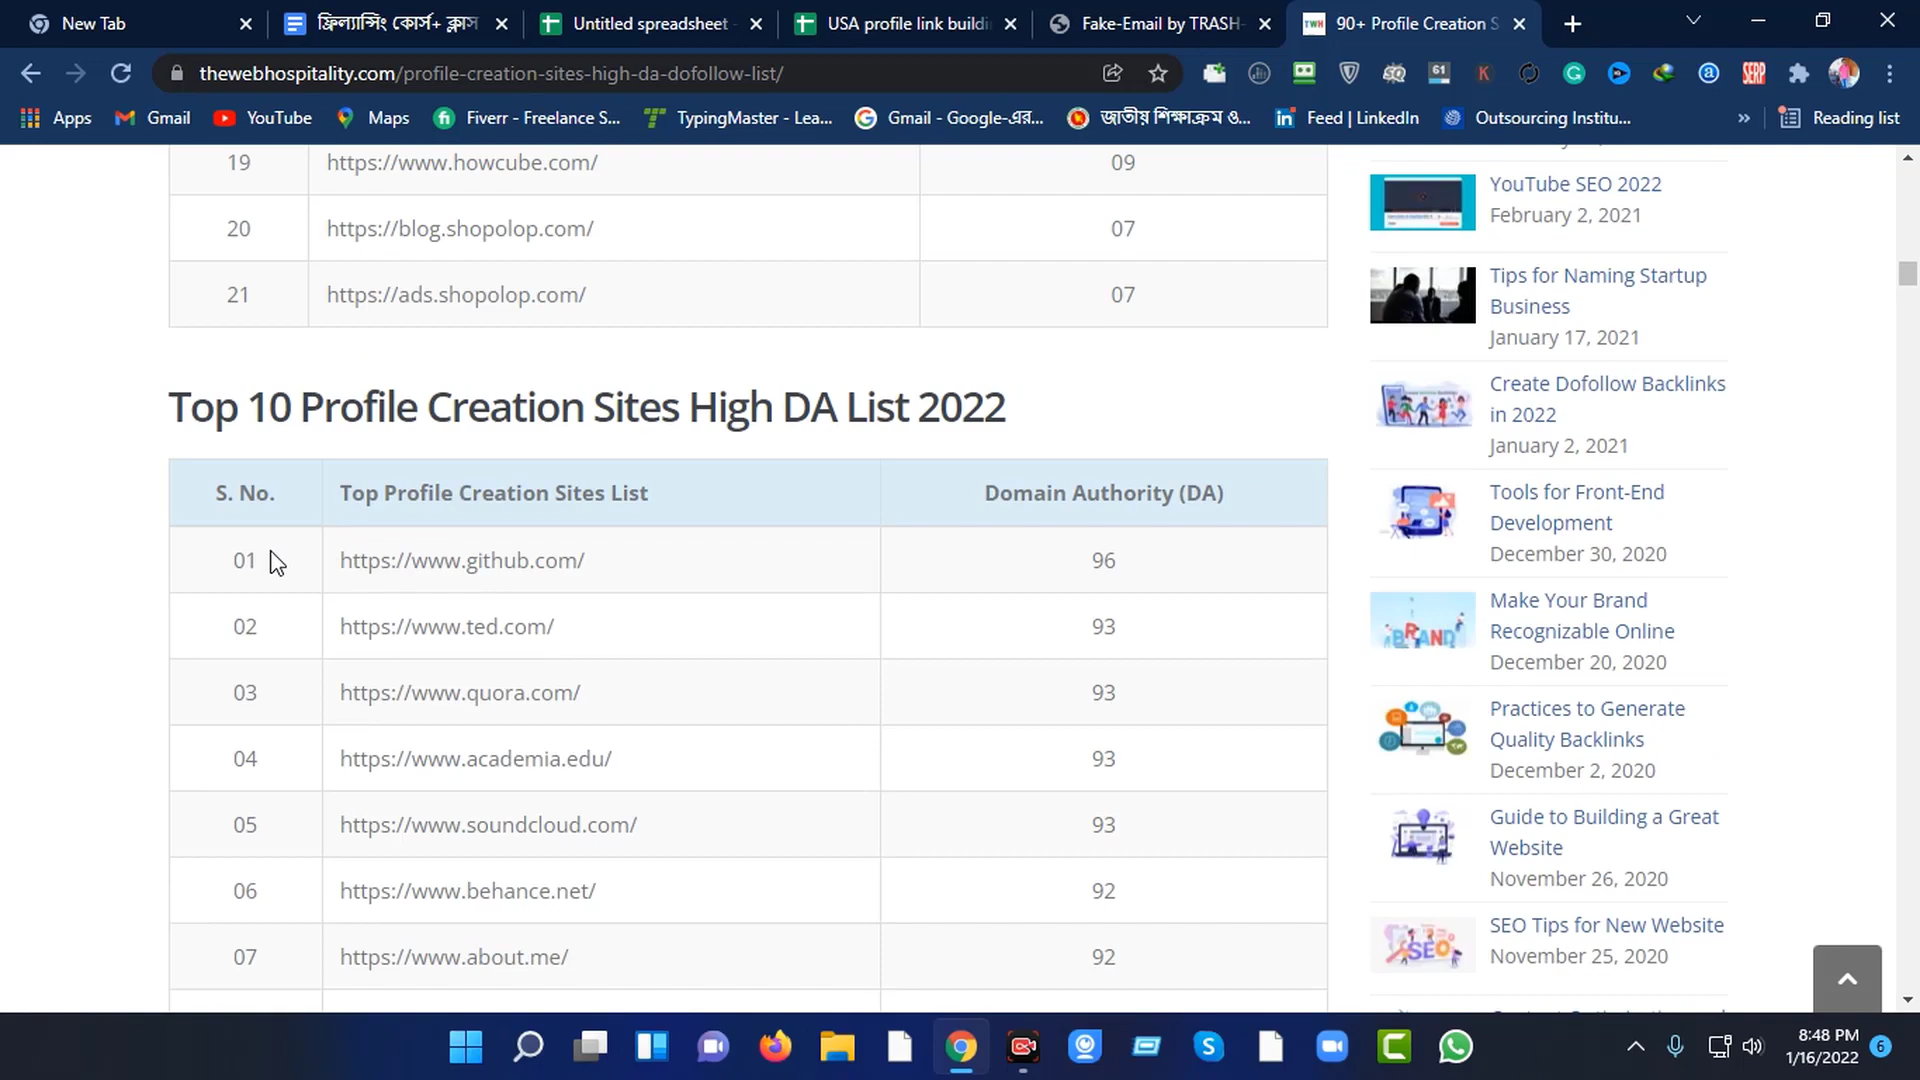 New Tab
ফ্রিল্যান্সিং কোর্স+ ক্লাস
Untitled spreadsheet -
USA profile link buildi
Fake-Email by TRASH-
TWH 90+ Profile Creation S
thewebhospitality.com/profile-creation-sites-high-da-dofollow-list/
61
SERP
Apps
Gmail
YouTube
Maps
Fiverr - Freelance S...
TypingMaster - Lea...
Gmail - Google-এর...
জাতীয় শিক্ষাক্রম ও...
Feed | LinkedIn
Outsourcing Institu...
»
Reading list
19 https://www.howcube.com/ 09
20 https://blog.shopolop.com/ 07
21 https://ads.shopolop.com/ 07
Top 10 Profile Creation Sites High DA List 2022
S. No. Top Profile Creation Sites List Domain Authority (DA)
01 https://www.github.com/ 96
02 https://www.ted.com/ 93
03 https://www.quora.com/ 93
04 https://www.academia.edu/ 93
05 https://www.soundcloud.com/ 93
06 https://www.behance.net/ 92
07 https://www.about.me/ 92
YouTube SEO 2022
February 2, 2021
Tips for Naming Startup
Business
January 17, 2021
Create Dofollow Backlinks
in 2022
January 2, 2021
Tools for Front-End
Development
December 30, 2020
Make Your Brand
Recognizable Online
December 20, 2020
Practices to Generate
Quality Backlinks
December 2, 2020
Guide to Building a Great
Website
November 26, 2020
SEO Tips for New Website
November 25, 2020
8:48 PM
1/16/2022
6